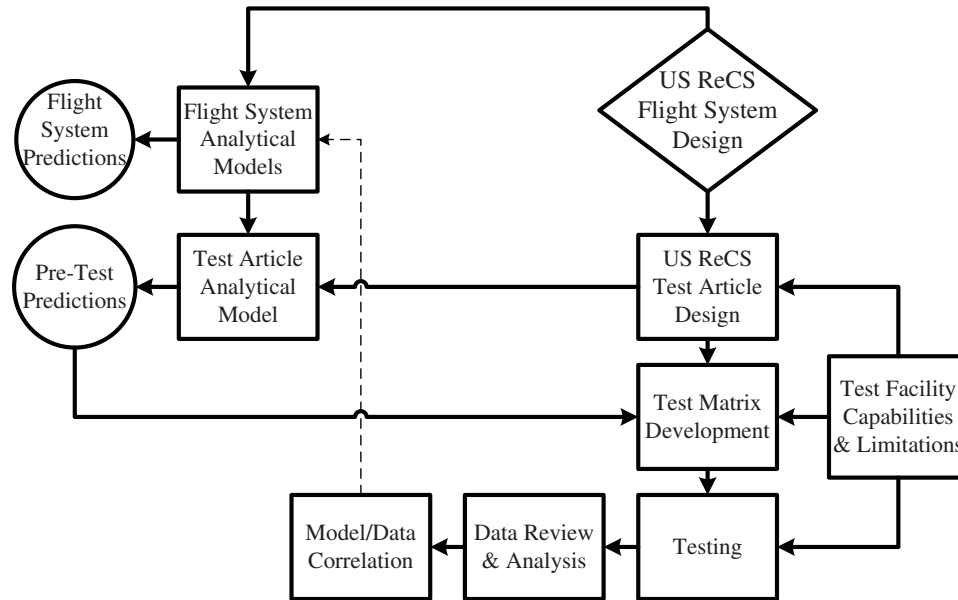 US ReCS
Flight System
Design
Flight
System
Predictions
Flight System
Analytical
Models
Pre-Test
Predictions
Test Article
Analytical
Model
US ReCS
Test Article
Design
Test Matrix
Development
Test Facility
Capabilities
& Limitations
Model/Data
Correlation
Data Review
& Analysis
Testing